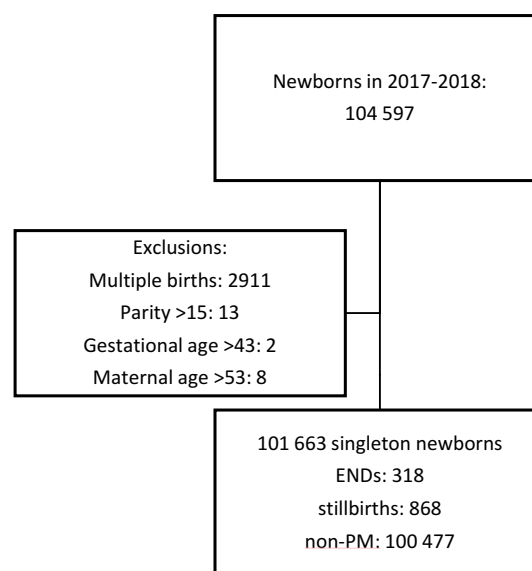 Newborns in 2017-2018:
104 597
Exclusions:
Multiple births: 2911
Parity >15: 13
Gestational age >43: 2
Maternal age >53: 8
101 663 singleton newborns
ENDs: 318
stillbirths: 868
non-PM: 100 477